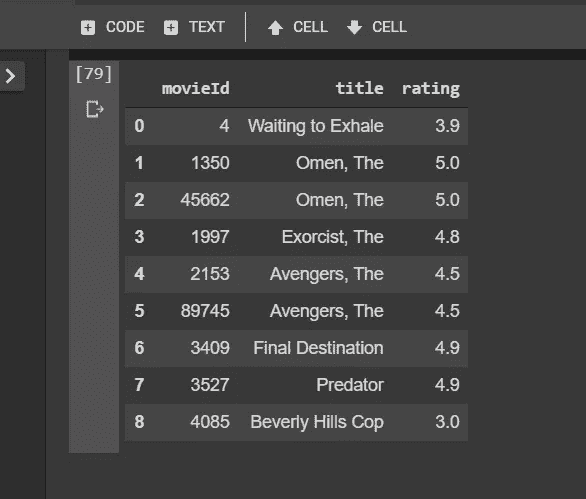 CODE TEXT CELL CELL
[79]
movieId title rating
0 4 Waiting to Exhale 3.9
1 1350 Omen, The 5.0
2 45662 Omen, The 5.0
3 1997 Exorcist, The 4.8
4 2153 Avengers, The 4.5
5 89745 Avengers, The 4.5
6 3409 Final Destination 4.9
7 3527 Predator 4.9
8 4085 Beverly Hills Cop 3.0